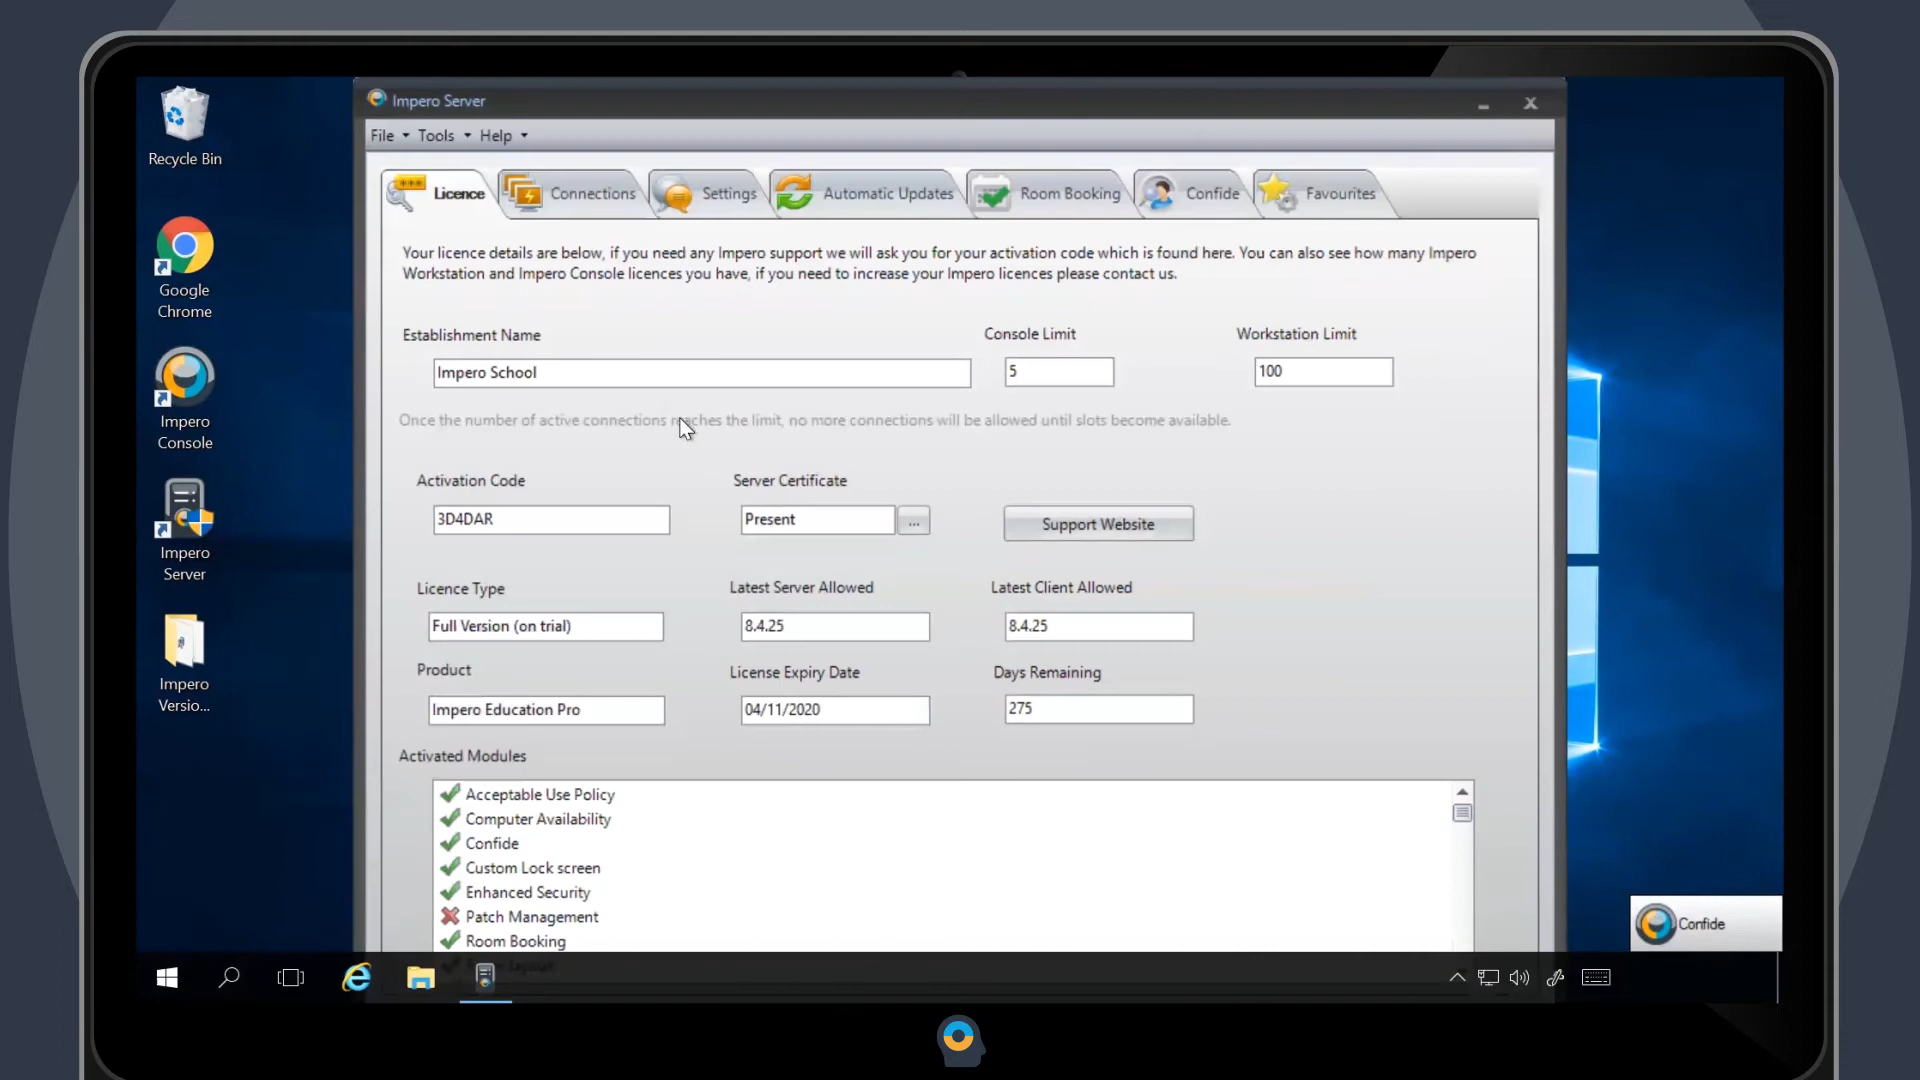 Recycle Bin
Google
Chrome
Impero
Console
Impero
Server
Impero
Versio...
Impero Server
File Tools Help
Licence Connections Settings Automatic Updates Room Booking Confide Favourites
Your licence details are below, if you need any Impero support we will ask you for your activation code which is found here. You can also see how many Impero
Workstation and Impero Console licences you have, if you need to increase your Impero licences please contact us.
Establishment Name Console Limit Workstation Limit
Impero School 5 100
Once the number of active connections reaches the limit, no more connections will be allowed until slots become available.
Activation Code Server Certificate
3D4DAR Present ... Support Website
Licence Type Latest Server Allowed Latest Client Allowed
Full Version (on trial) 8.4.25 8.4.25
Product License Expiry Date Days Remaining
Impero Education Pro 04/11/2020 275
Activated Modules
Acceptable Use Policy
Computer Availability
Confide
Custom Lock screen
Enhanced Security
Patch Management
Room Booking
Confide